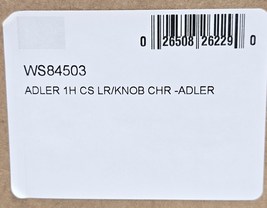 0 26508 26229 0
WS84503
ADLER 1H CS LR/KNOB CHR -ADLER